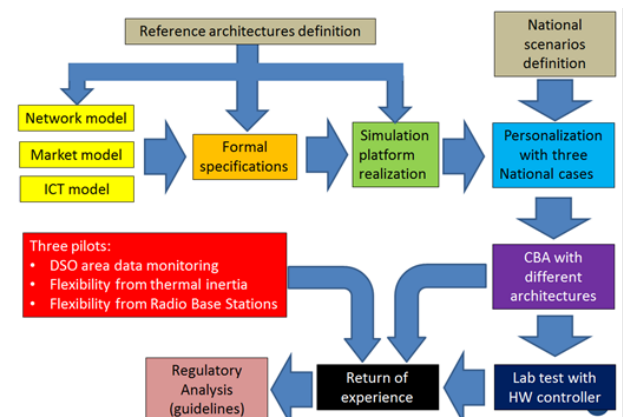 Reference architectures definition
National
scenarios
definition
Network model
Market model
ICT model
Formal
specifications
Simulation
platform
realization
Personalization
with three
National cases
Three pilots:
• DSO area data monitoring
• Flexibility from thermal inertia
• Flexibility from Radio Base Stations
CBA with
different
architectures
Regulatory
Analysis
(guidelines)
Return of
experience
Lab test with
HW controller